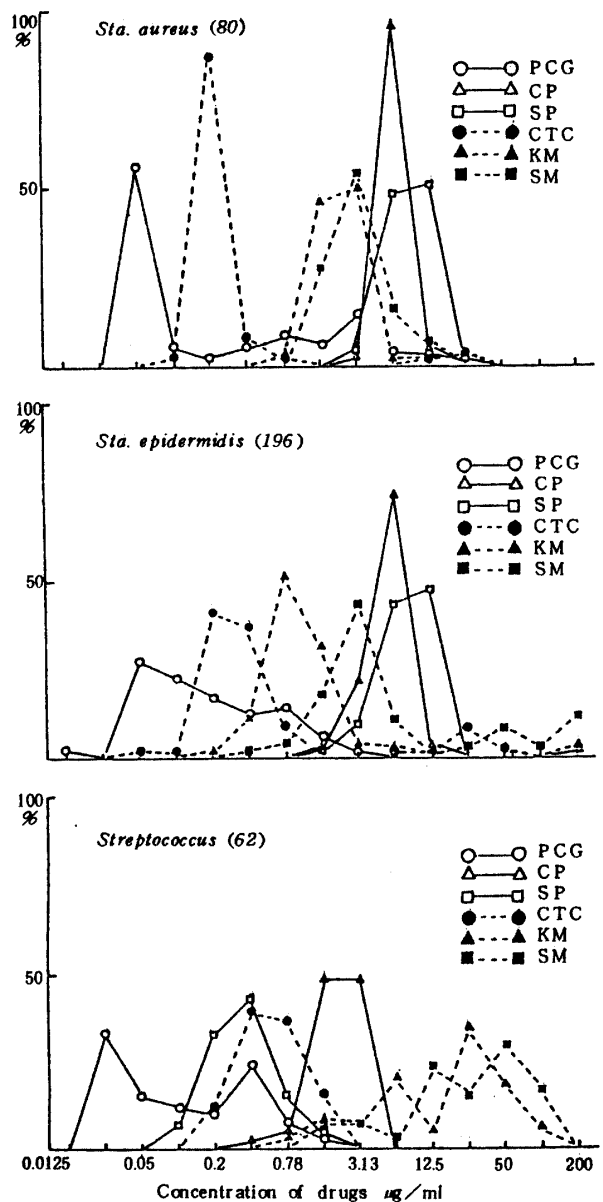 100
%
Sta. aureus (80)
PCG
CP
SP
CTC
KM
SM
50
100
%
Sta. epidermidis (196)
PCG
CP
SP
CTC
KM
SM
50
100
%
Streptococcus (62)
PCG
CP
SP
CTC
KM
SM
50
0.0125 0.05 0.2 0.78 3.13 12.5 50 200
Concentration of drugs μg/ml